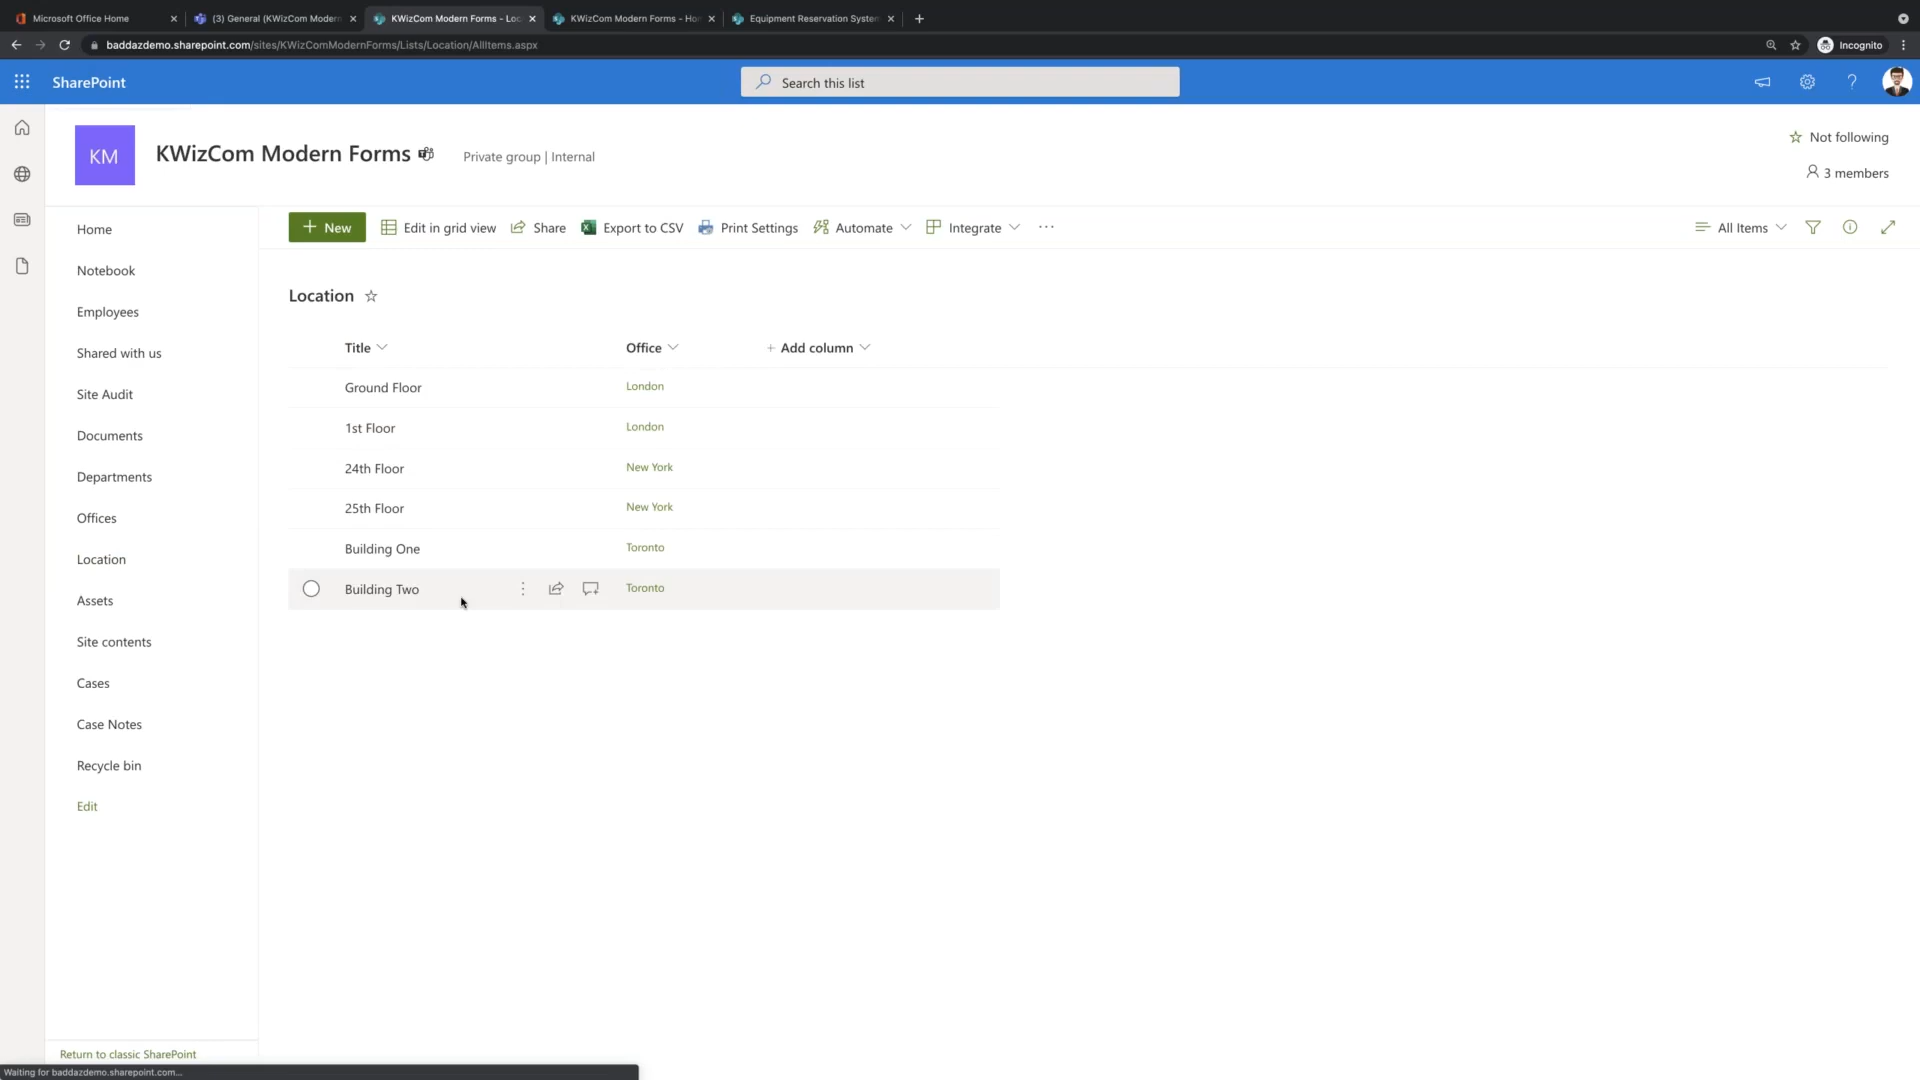 Microsoft Office Home
(3) General (KWizCom Modern
KWizCom Modern Forms - Loc
KWizCom Modern Forms - Hom
Equipment Reservation System
baddazdemo.sharepoint.com/sites/KWizComModernForms/Lists/Location/AllItems.aspx
Incognito
SharePoint
Search this list
KM
KWizCom Modern Forms
Private group | Internal
Not following
3 members
Home
Notebook
Employees
Shared with us
Site Audit
Documents
Departments
Offices
Location
Assets
Site contents
Cases
Case Notes
Recycle bin
Edit
Return to classic SharePoint
+ New
Edit in grid view
Share
Export to CSV
Print Settings
Automate
Integrate
···
All Items
Location
Title Office + Add column
Ground Floor London
1st Floor London
24th Floor New York
25th Floor New York
Building One Toronto
Building Two Toronto
Waiting for baddazdemo.sharepoint.com...